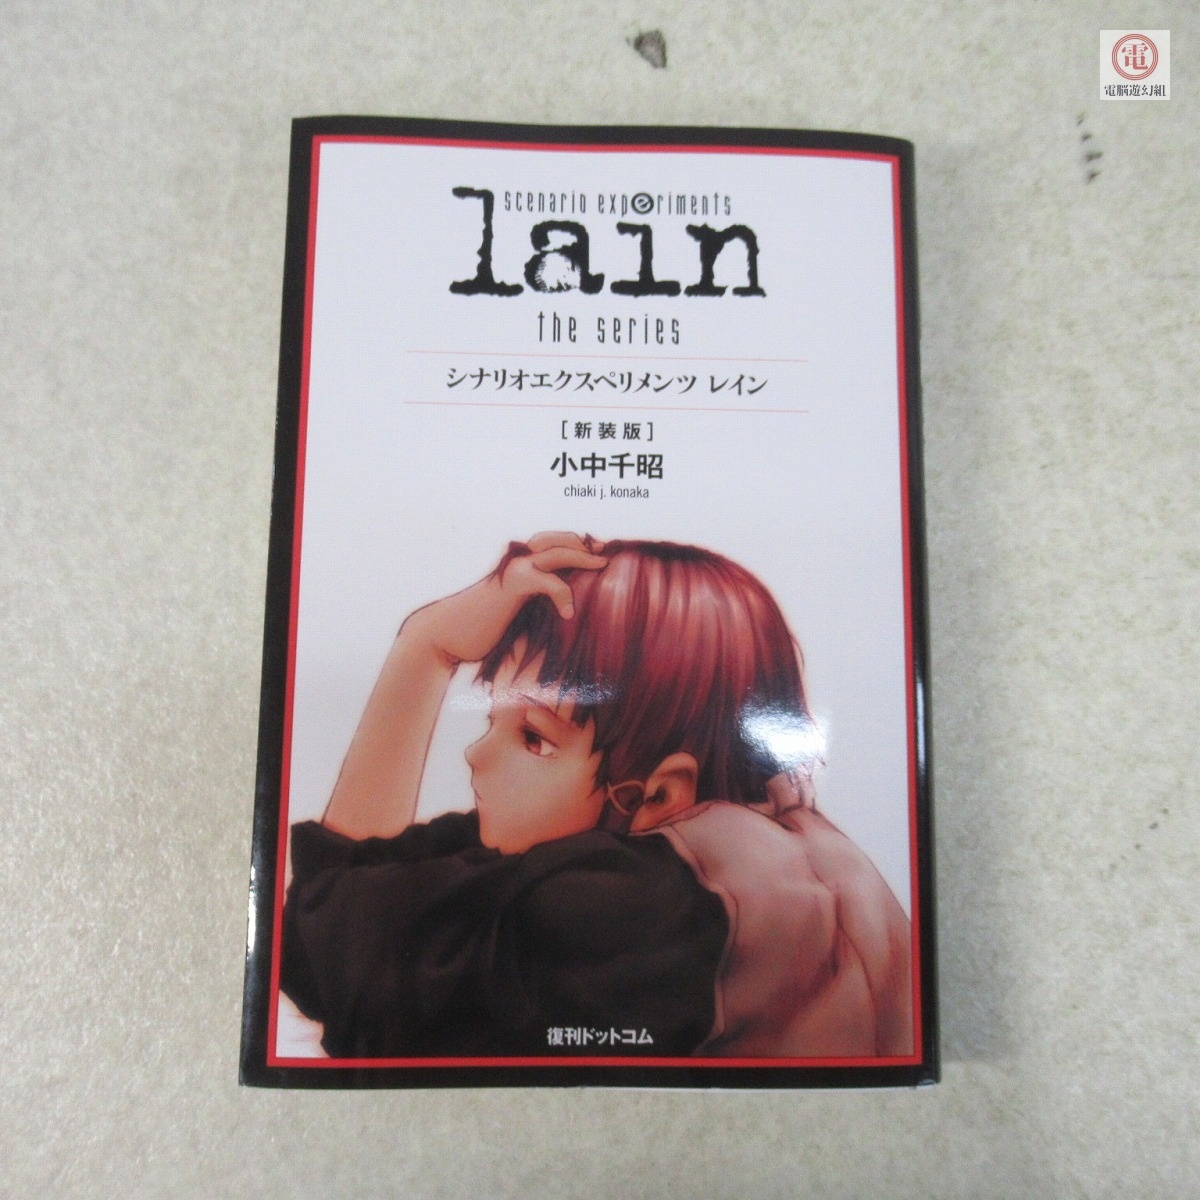 電
電脳遊幻組
scenario experiments
lain
the series
シナリオエクスペリメンツ レイン
[新装版]
小中千昭
chiaki j. konaka
復刊ドットコム